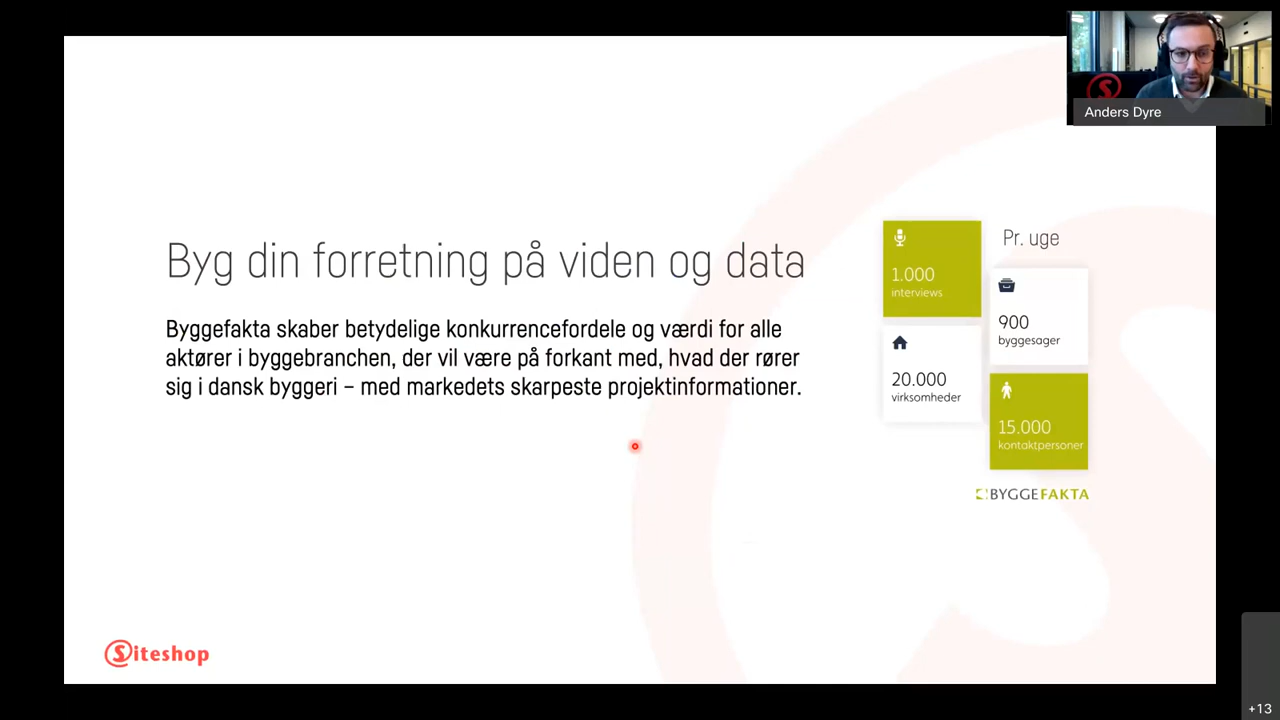 Anders Dyre
Byg din forretning på viden og data
Byggefakta skaber betydelige konkurrencefordele og værdi for alle
aktører i byggebranchen, der vil være på forkant med, hvad der rører
sig i dansk byggeri – med markedets skarpeste projektinformationer.
Pr. uge
1.000
interviews
900
byggesager
20.000
virksomheder
15.000
kontaktpersoner
BYGGEFAKTA
Siteshop
+13